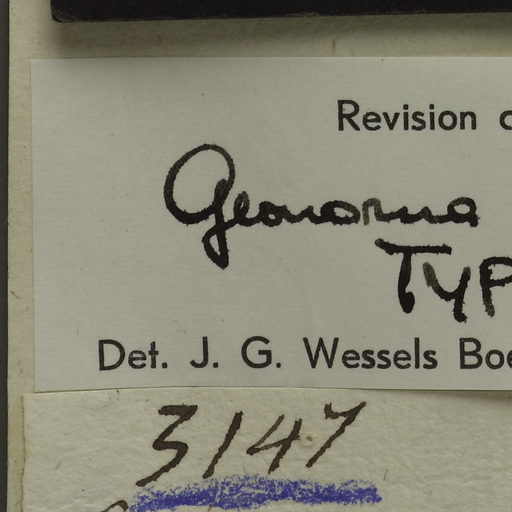 Revision
Geonoma
TYP
Det. J. G. Wessels Boe
3147